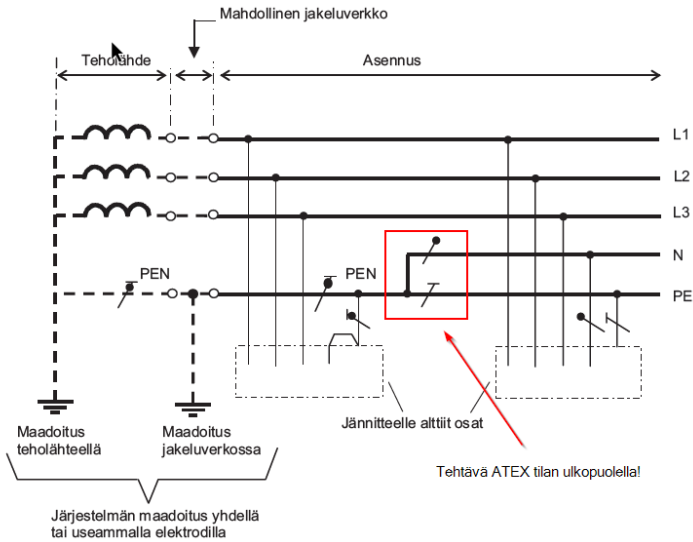 Mahdollinen jakeluverkko
Teholähde
Asennus
L1
L2
L3
N
PEN
PEN
PE
Maadoitus
teholähteellä
Maadoitus
jakeluverkossa
Jännitteelle alttiit osat
Tehtävä ATEX tilan ulkopuolella!
Järjestelmän maadoitus yhdellä
tai useammalla elektrodilla